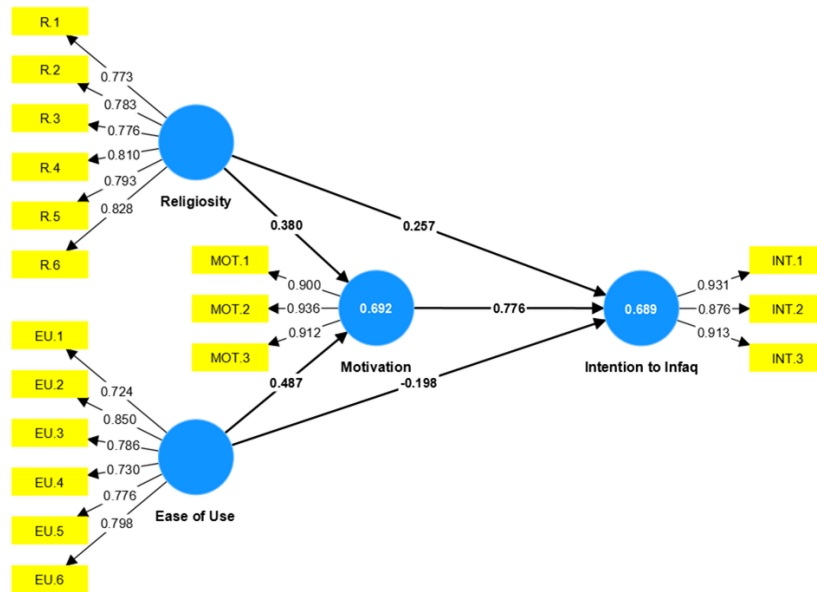 R.1
R.2
R.3
R.4
R.5
R.6
0.773
0.783
0.776
0.810
0.793
0.828
Religiosity
0.380
0.257
MOT.1
MOT.2
MOT.3
0.900
0.936
0.912
0.692
Motivation
0.776
0.689
Intention to Infaq
0.931
0.876
0.913
INT.1
INT.2
INT.3
0.487
-0.198
EU.1
EU.2
EU.3
EU.4
EU.5
EU.6
0.724
0.850
0.786
0.730
0.776
0.798
Ease of Use